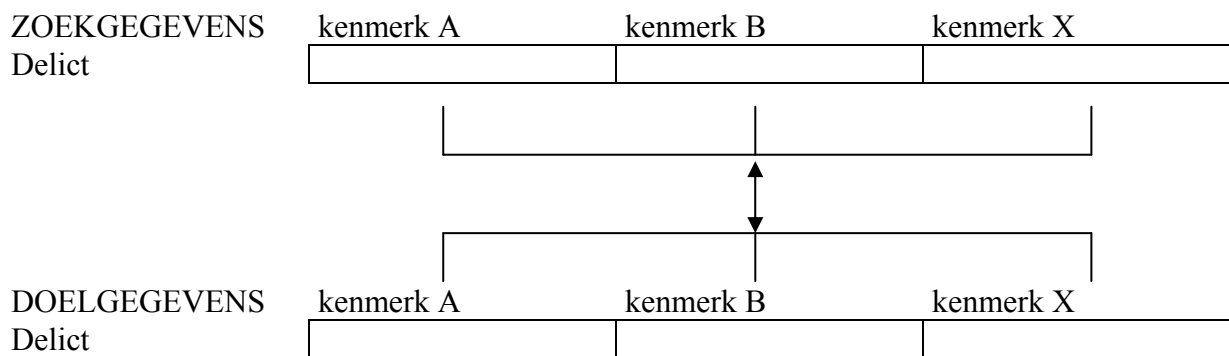 ZOEKGEGEVENS kenmerk A kenmerk B kenmerk X
Delict
DOELGEGEVENS kenmerk A kenmerk B kenmerk X
Delict